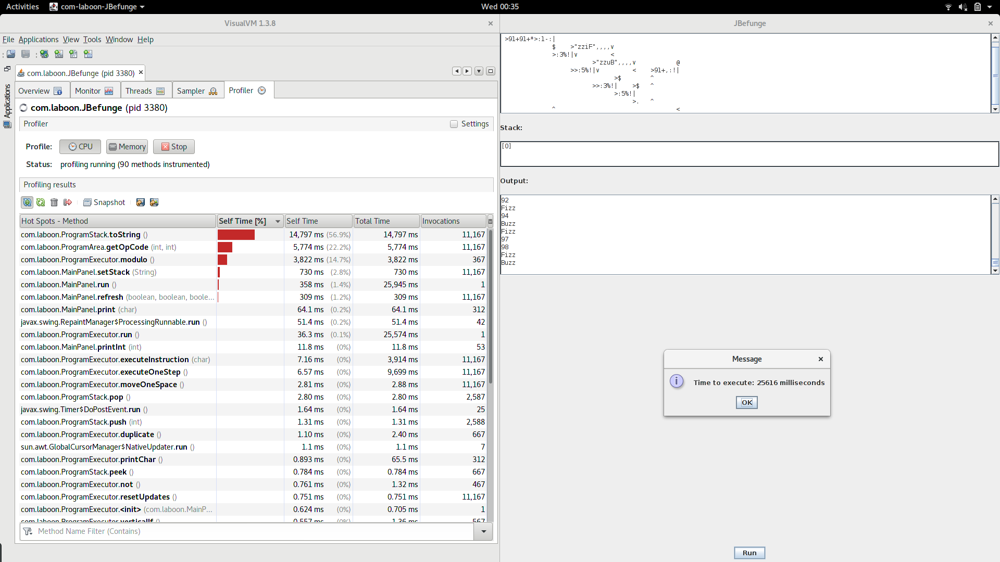 Activities com-laboon-JBefunge Wed 00:35
VisualVM 1.3.8
File Applications View Tools Window Help
Applications
com.laboon.JBefunge (pid 3380)
Overview Monitor Threads Sampler Profiler
com.laboon.JBefunge (pid 3380)
Profiler Settings
Profile: CPU Memory Stop
Status: profiling running (90 methods instrumented)
Profiling results
Snapshot
Hot Spots - Method Self Time [%] Self Time Total Time Invocations
com.laboon.ProgramStack.toString () 14,797 ms (56.9%) 14,797 ms 11,167
com.laboon.ProgramArea.getOpCode (int, int) 5,774 ms (22.2%) 5,774 ms 11,167
com.laboon.ProgramExecutor.modulo () 3,822 ms (14.7%) 3,822 ms 367
com.laboon.MainPanel.setStack (String) 730 ms (2.8%) 730 ms 11,167
com.laboon.MainPanel.run () 358 ms (1.4%) 25,945 ms 1
com.laboon.MainPanel.refresh (boolean, boolean, boole... 309 ms (1.2%) 309 ms 11,167
com.laboon.MainPanel.print (char) 64.1 ms (0.2%) 64.1 ms 312
javax.swing.RepaintManager$ProcessingRunnable.run () 51.4 ms (0.2%) 51.4 ms 42
com.laboon.ProgramExecutor.run () 36.3 ms (0.1%) 25,574 ms 1
com.laboon.MainPanel.printInt (int) 11.8 ms (0%) 11.8 ms 53
com.laboon.ProgramExecutor.executeInstruction (char) 7.16 ms (0%) 3,914 ms 11,167
com.laboon.ProgramExecutor.executeOneStep () 6.57 ms (0%) 9,699 ms 11,167
com.laboon.ProgramExecutor.moveOneSpace () 2.81 ms (0%) 2.88 ms 11,167
com.laboon.ProgramStack.pop () 2.80 ms (0%) 2.80 ms 2,587
javax.swing.Timer$DoPostEvent.run () 1.64 ms (0%) 1.64 ms 25
com.laboon.ProgramStack.push (int) 1.31 ms (0%) 1.31 ms 2,588
com.laboon.ProgramExecutor.duplicate () 1.10 ms (0%) 2.40 ms 667
sun.awt.GlobalCursorManager$NativeUpdater.run () 1.1 ms (0%) 1.1 ms 7
com.laboon.ProgramExecutor.printChar () 0.893 ms (0%) 65.5 ms 312
com.laboon.ProgramStack.peek () 0.784 ms (0%) 0.784 ms 667
com.laboon.ProgramExecutor.not () 0.761 ms (0%) 1.32 ms 467
com.laboon.ProgramExecutor.resetUpdates () 0.751 ms (0%) 0.751 ms 11,167
com.laboon.ProgramExecutor.<init> (com.laboon.MainP... 0.624 ms (0%) 0.705 ms 1
com.laboon.ProgramExecutor.verticalIf () 0.557 ms (0%) 1.36 ms 567
Method Name Filter (Contains)
JBefunge
>91+91+*>:1-:|
$ >"zziF",,,,v
>:3%!|v <
>"zzuB",,,,v @
>>:5%!|v < >91+,:!|
>$ ^
>>:3%!| >$ ^
>:5%!|
>. ^
^ <
Stack:
[0]
Output:
92
Fizz
94
Buzz
Fizz
97
98
Fizz
Buzz
Message
Time to execute: 25616 milliseconds
OK
Run